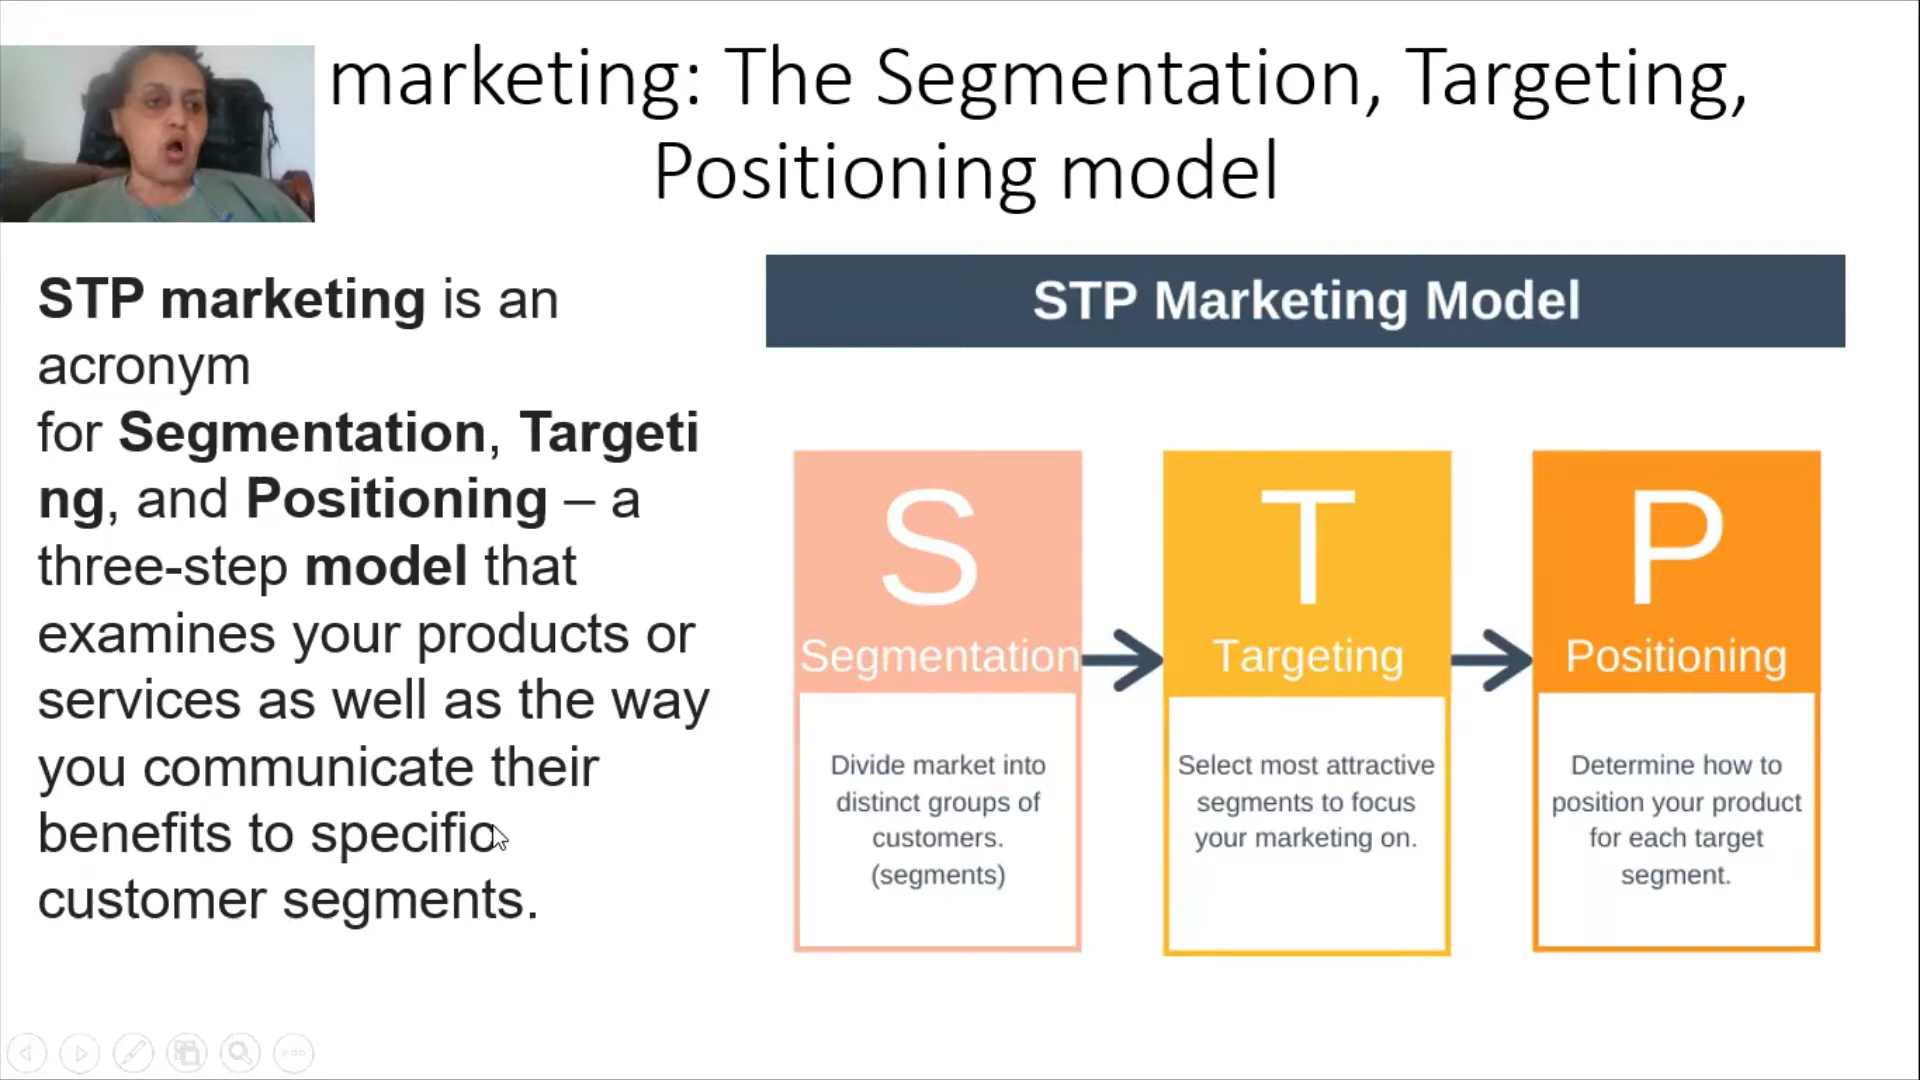 marketing: The Segmentation, Targeting,
Positioning model
STP marketing is an
acronym
for Segmentation, Targeti
ng, and Positioning – a
three-step model that
examines your products or
services as well as the way
you communicate their
benefits to specific
customer segments.
STP Marketing Model
S
Segmentation
Divide market into
distinct groups of
customers.
(segments)
T
Targeting
Select most attractive
segments to focus
your marketing on.
P
Positioning
Determine how to
position your product
for each target
segment.